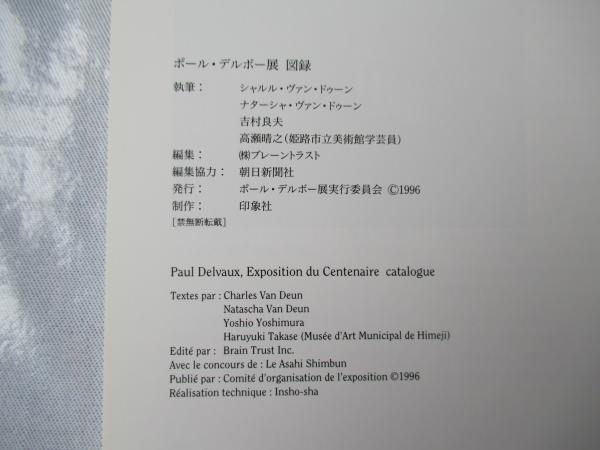 ポール・デルボー展 図録
執筆： シャルル・ヴァン・ドゥーン
ナターシャ・ヴァン・ドゥーン
吉村良夫
高瀬晴之(姫路市立美術館学芸員)
編集： ㈱ブレーントラスト
編集協力： 朝日新聞社
発行： ポール・デルボー展実行委員会 ©1996
制作： 印象社
[禁無断転載]
Paul Delvaux, Exposition du Centenaire catalogue
Textes par : Charles Van Deun
Natascha Van Deun
Yoshio Yoshimura
Haruyuki Takase (Musée d'Art Municipal de Himeji)
Edité par : Brain Trust Inc.
Avec le concours de : Le Asahi Shimbun
Publié par : Comité d'organisation de l'exposition ©1996
Réalisation technique : Insho-sha